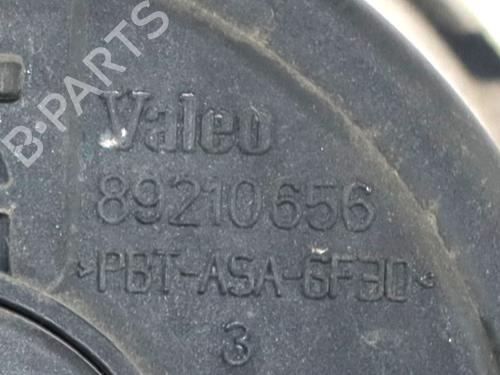 B-PARTS
Valeo
89210656
>PBT-ASA-GF30<
3